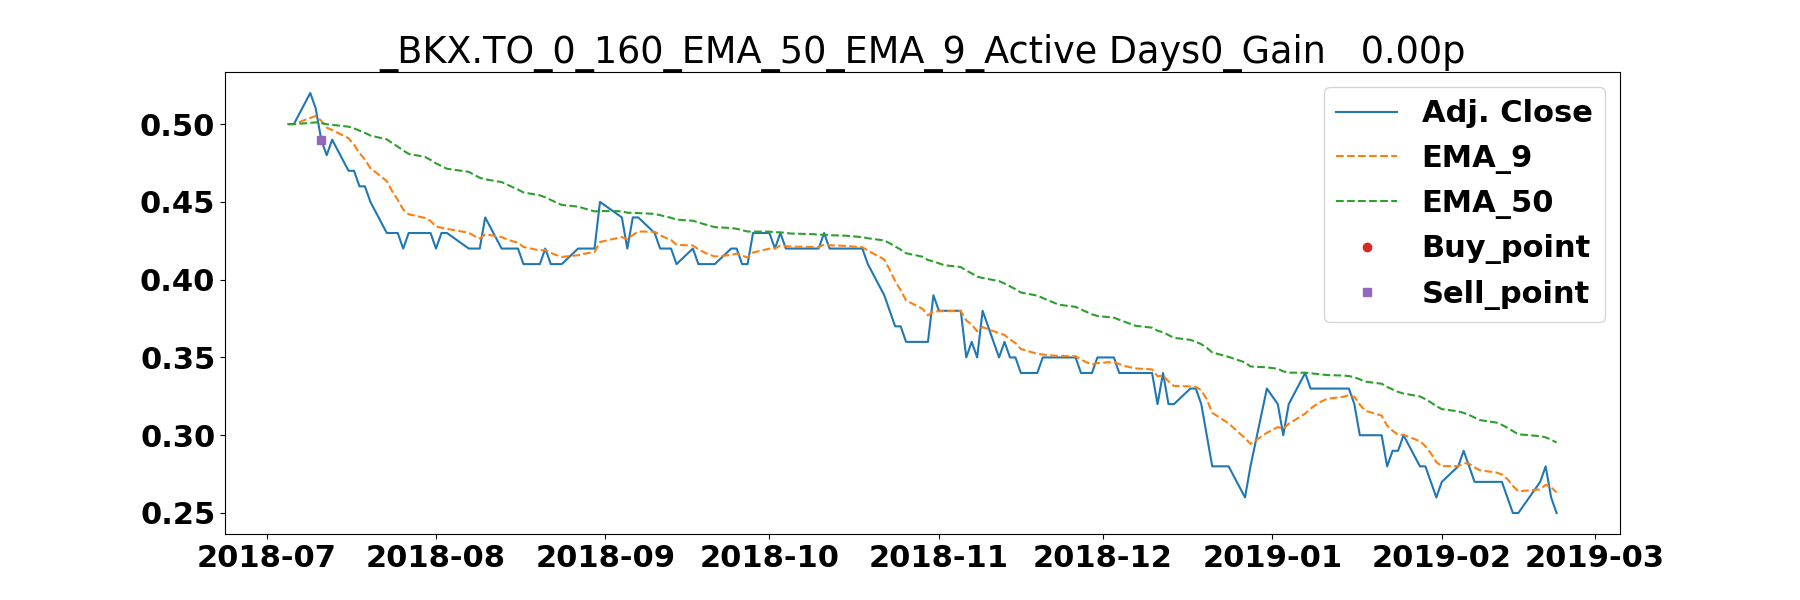 _BKX.TO_0_160_EMA_50_EMA_9_Active Days0_Gain   0.00p
Adj. Close
EMA_9
EMA_50
Buy_point
Sell_point
0.50
0.45
0.40
0.35
0.30
0.25
2018-07 2018-08 2018-09 2018-10 2018-11 2018-12 2019-01 2019-02 2019-03